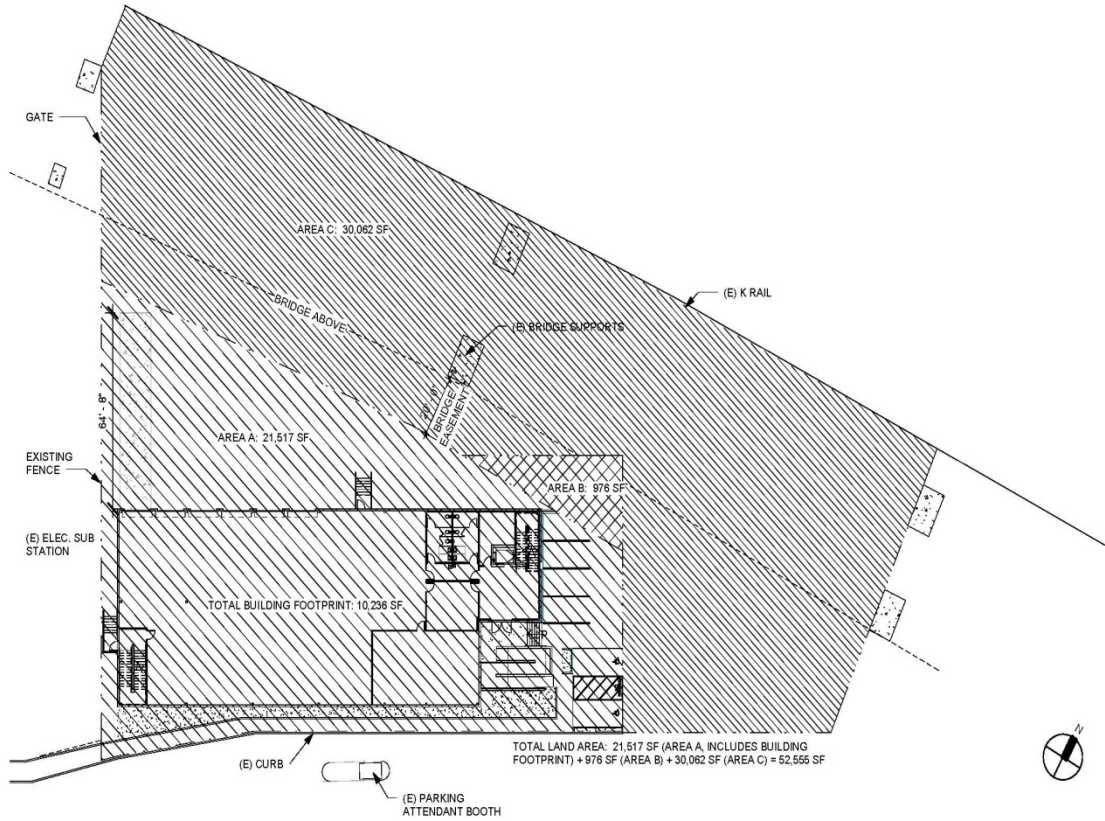 GATE
AREA C: 30,062 SF
(E) K RAIL
BRIDGE ABOVE
(E) BRIDGE SUPPORTS
64' - 8"
20' - 0"
BRIDGE
EASEMENT
AREA A: 21,517 SF
EXISTING
FENCE
AREA B: 976 SF
(E) ELEC. SUB
STATION
TOTAL BUILDING FOOTPRINT: 10,236 SF
TOTAL LAND AREA: 21,517 SF (AREA A, INCLUDES BUILDING
FOOTPRINT) + 976 SF (AREA B) + 30,062 SF (AREA C) = 52,555 SF
(E) CURB
(E) PARKING
ATTENDANT BOOTH
N